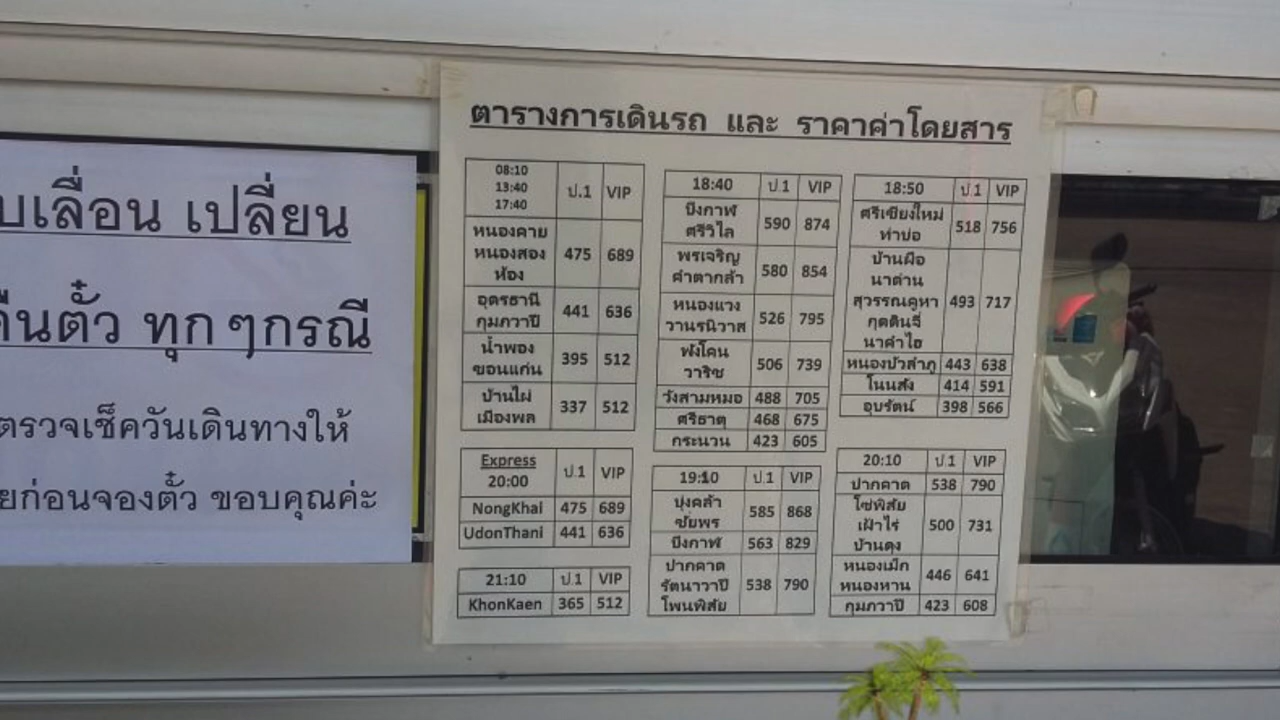 บเลื่อน เปลี่ยน
คืนตั๋ว ทุกๆกรณี
ตรวจเช็ควันเดินทางให้
ยก่อนจองตั๋ว ขอบคุณค่ะ
ตารางการเดินรถ และ ราคาค่าโดยสาร
08:10
13:40
17:40
ป.1 VIP
หนองคาย
หนองสอง
ห้อง
475 689
อุดรธานี
กุมภวาปี
441 636
น้ำพอง
ขอนแก่น
395 512
บ้านไผ่
เมืองพล
337 512
Express
20:00
ป.1 VIP
NongKhai 475 689
UdonThani 441 636
21:10 ป.1 VIP
KhonKaen 365 512
18:40 ป.1 VIP
บึงกาฬ
ศรีวิไล
590 874
พรเจริญ
คำตากล้า
580 854
หนองแวง
วานรนิวาส
526 795
พังโคน
วาริช
506 739
วังสามหมอ 488 705
ศรีธาตุ 468 675
กระนวน 423 605
19:10 ป.1 VIP
บุ่งคล้า
ชัยพร
585 868
บึงกาฬ 563 829
ปากคาด
รัตนาวาปี
โพนพิสัย
538 790
18:50 ป.1 VIP
ศรีเชียงใหม่
ท่าบ่อ
518 756
บ้านผือ
นาด่าน
สุวรรณคูหา
กุดดินจี่
นาคำไฮ
493 717
หนองบัวลำภู 443 638
โนนสัง 414 591
อุบรัตน์ 398 566
20:10 ป.1 VIP
ปากคาด 538 790
โซ่พิสัย
เฝ้าไร่
บ้านดุง
500 731
หนองเม็ก
หนองหาน
446 641
กุมภวาปี 423 608